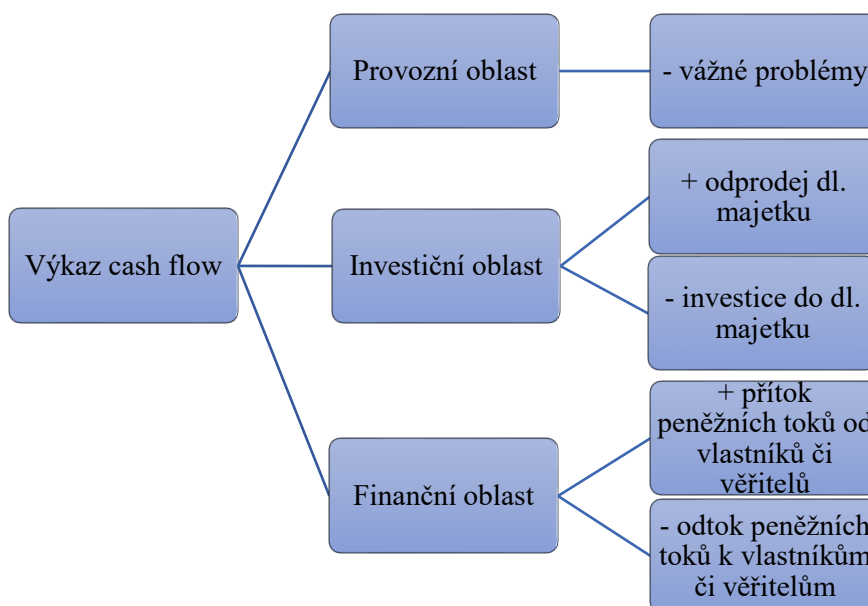 Výkaz cash flow
Provozní oblast
- vážné problémy
Investiční oblast
+ odprodej dl.
majetku
- investice do dl.
majetku
Finanční oblast
+ přítok
peněžních toků od
vlastníků či
věřitelů
- odtok peněžních
toků k vlastníkům
či věřitelům